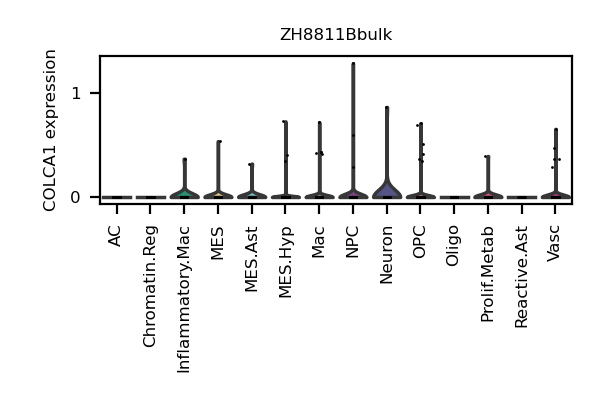 ZH8811Bbulk
COLCA1 expression
1
0
AC
Chromatin.Reg
Inflammatory.Mac
MES
MES.Ast
MES.Hyp
Mac
NPC
Neuron
OPC
Oligo
Prolif.Metab
Reactive.Ast
Vasc